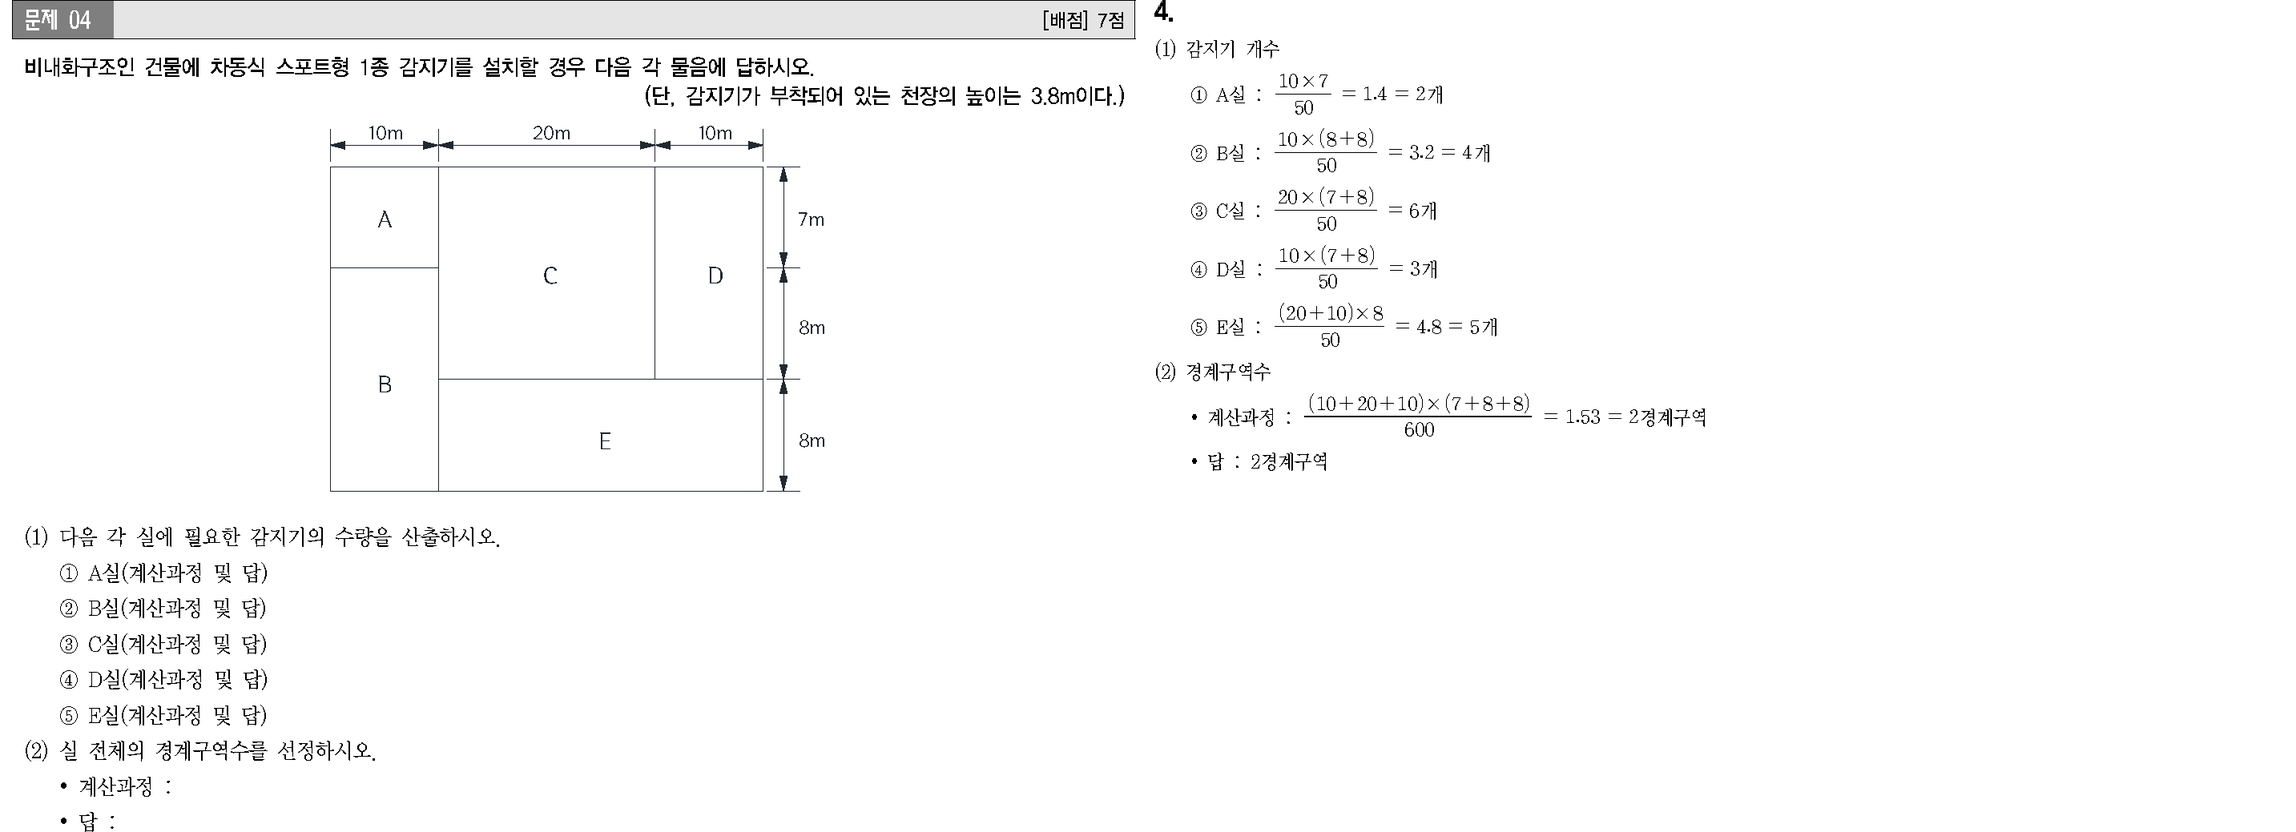 문제 04
[배점] 7점
비내화구조인 건물에 차동식 스포트형 1종 감지기를 설치할 경우 다음 각 물음에 답하시오.
(단, 감지기가 부착되어 있는 천장의 높이는 3.8m이다.)
10m 20m 10m
A
B
C
D
E
7m
8m
8m
(1) 다음 각 실에 필요한 감지기의 수량을 산출하시오.
① A실(계산과정 및 답)
② B실(계산과정 및 답)
③ C실(계산과정 및 답)
④ D실(계산과정 및 답)
⑤ E실(계산과정 및 답)
(2) 실 전체의 경계구역수를 선정하시오.
• 계산과정 :
• 답 :
4.
(1) 감지기 개수
① A실 : 10×7/50 = 1.4 = 2개
② B실 : 10×(8+8)/50 = 3.2 = 4개
③ C실 : 20×(7+8)/50 = 6개
④ D실 : 10×(7+8)/50 = 3개
⑤ E실 : (20+10)×8/50 = 4.8 = 5개
(2) 경계구역수
• 계산과정 : (10+20+10)×(7+8+8)/600 = 1.53 = 2경계구역
• 답 : 2경계구역